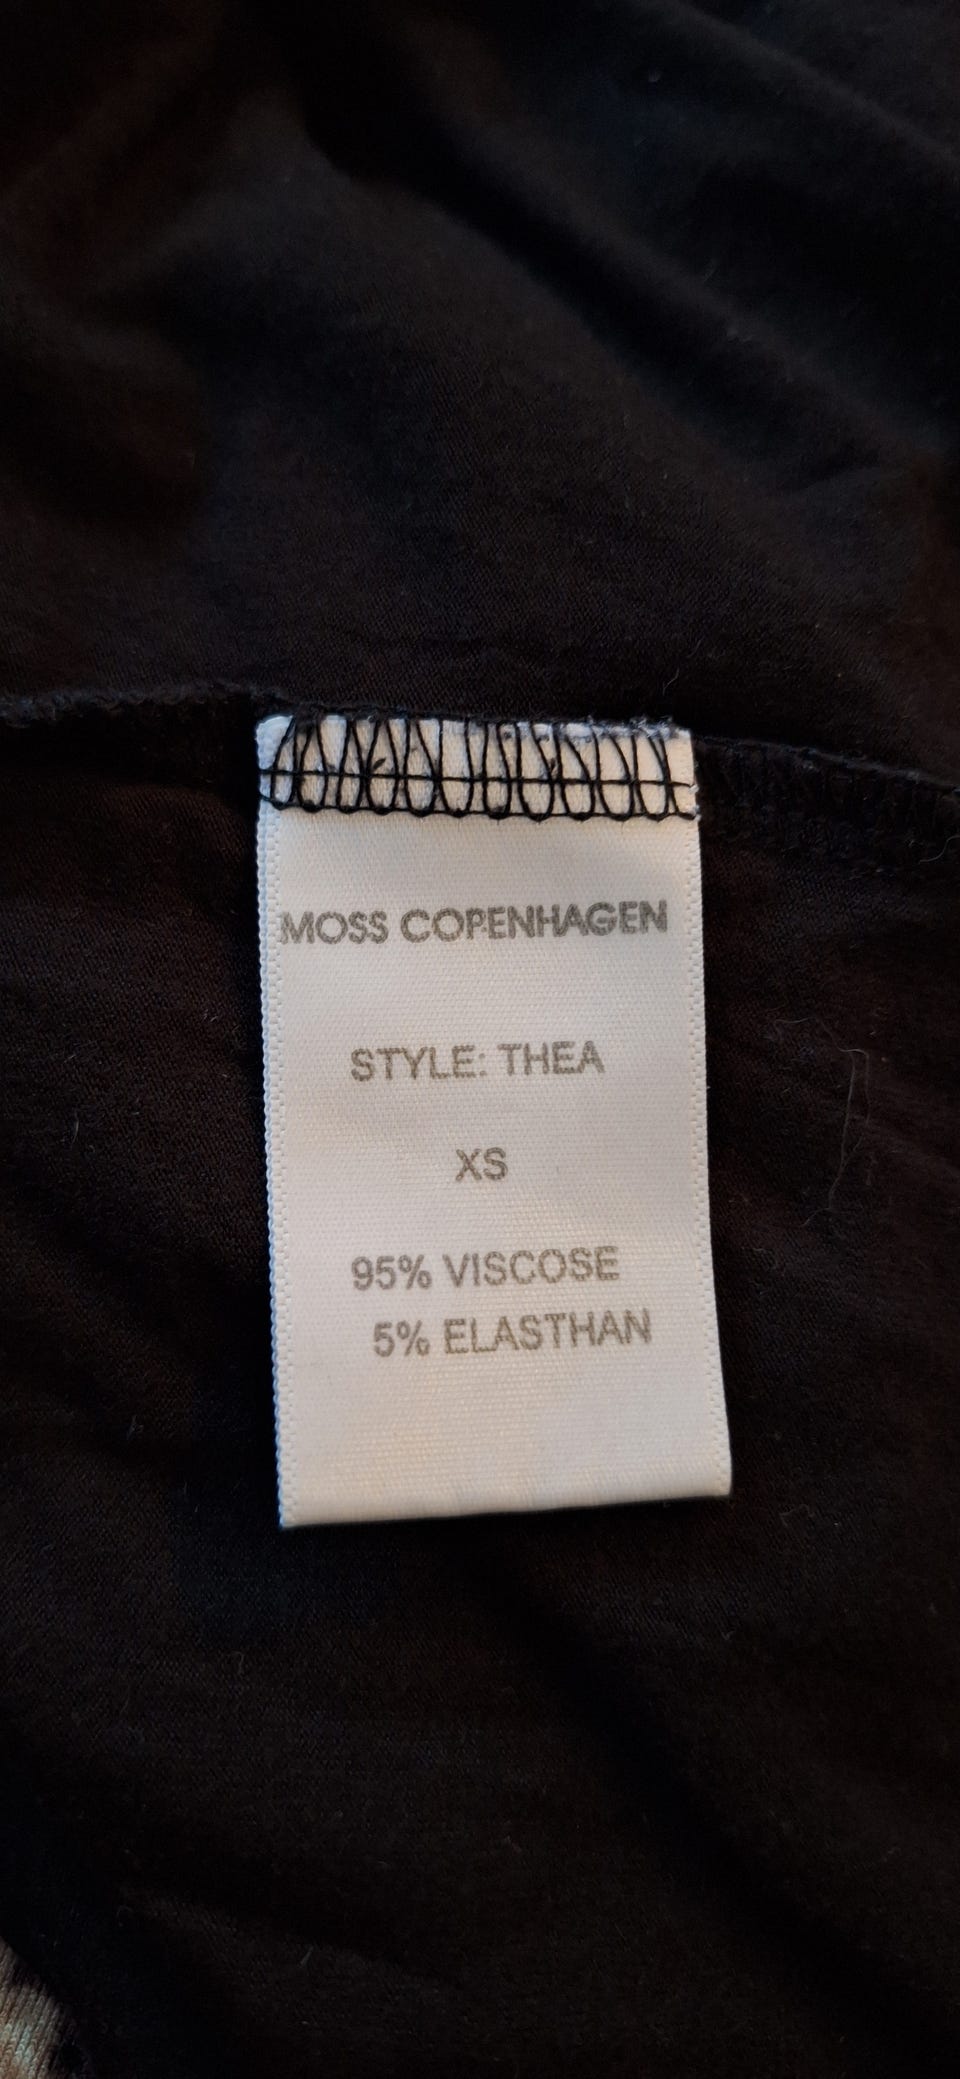 MOSS COPENHAGEN
STYLE: THEA
XS
95% VISCOSE
5% ELASTHAN